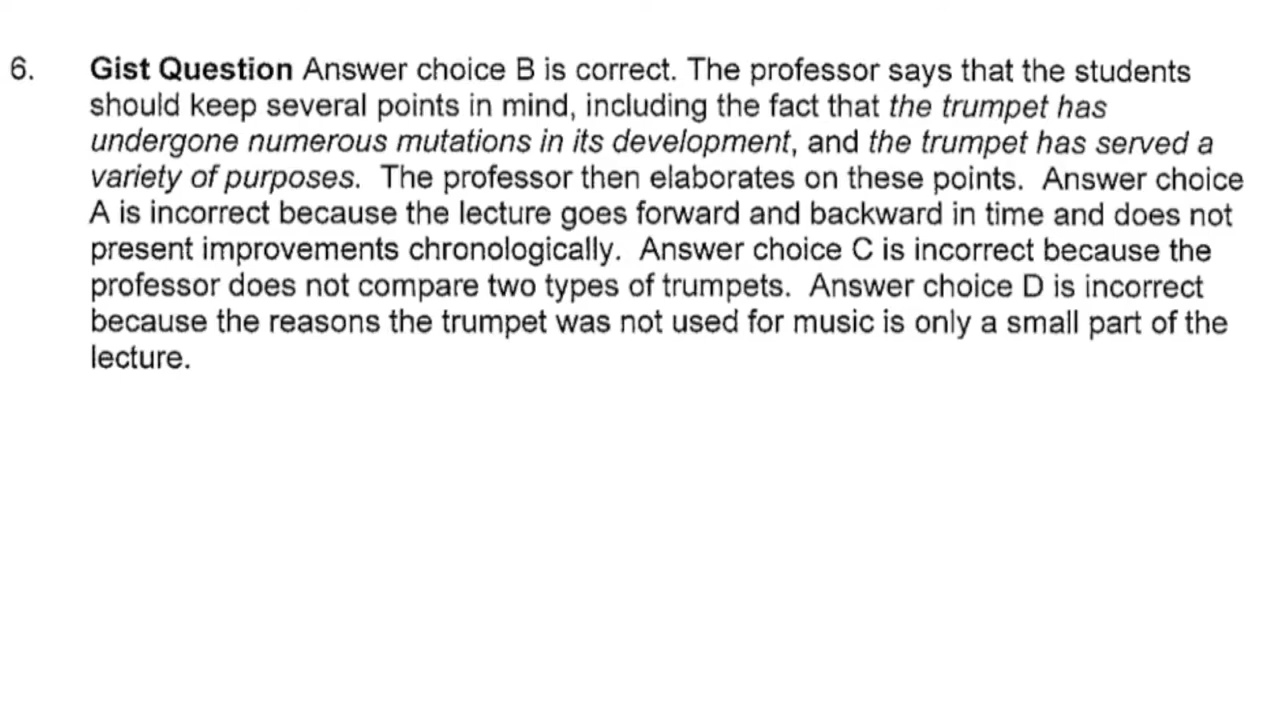 6. Gist Question Answer choice B is correct. The professor says that the students
should keep several points in mind, including the fact that the trumpet has
undergone numerous mutations in its development, and the trumpet has served a
variety of purposes. The professor then elaborates on these points. Answer choice
A is incorrect because the lecture goes forward and backward in time and does not
present improvements chronologically. Answer choice C is incorrect because the
professor does not compare two types of trumpets. Answer choice D is incorrect
because the reasons the trumpet was not used for music is only a small part of the
lecture.